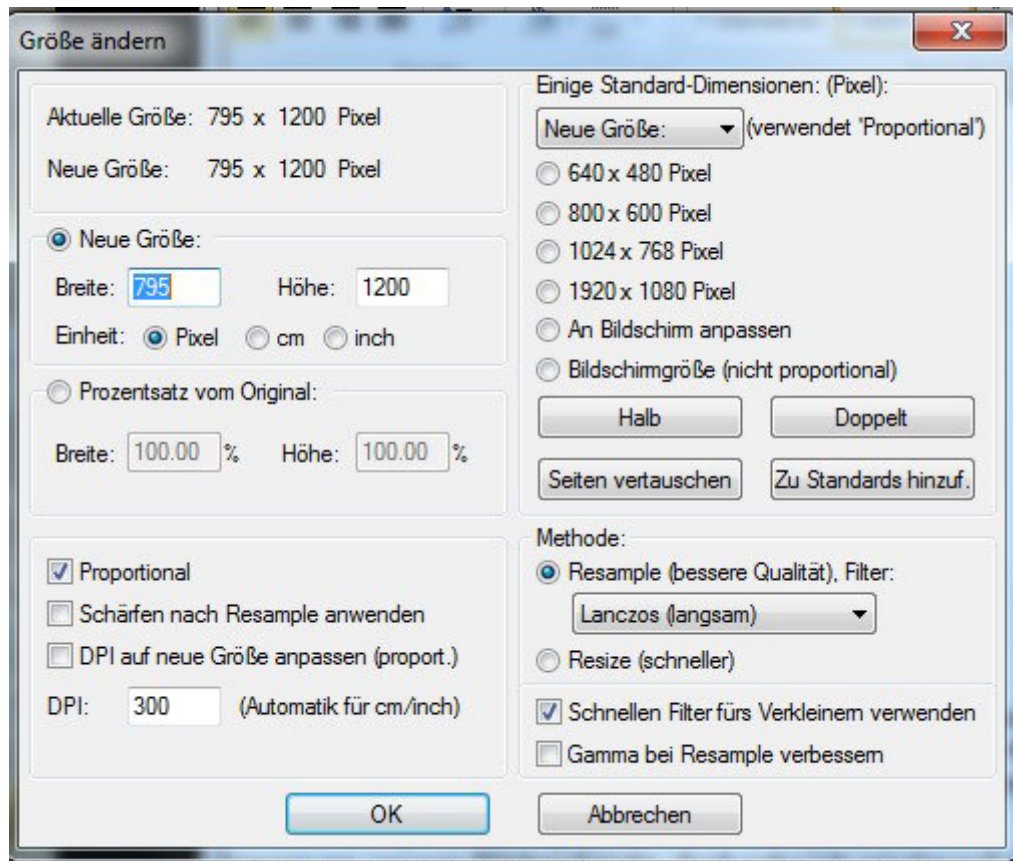 Größe ändern
Aktuelle Größe: 795 x 1200 Pixel
Neue Größe: 795 x 1200 Pixel
Neue Größe:
Breite: 795 Höhe: 1200
Einheit: Pixel cm inch
Prozentsatz vom Original:
Breite: 100.00 % Höhe: 100.00 %
Proportional
Schärfen nach Resample anwenden
DPI auf neue Größe anpassen (proport.)
DPI: 300 (Automatik für cm/inch)
Einige Standard-Dimensionen: (Pixel):
Neue Größe: (verwendet "Proportional")
640 x 480 Pixel
800 x 600 Pixel
1024 x 768 Pixel
1920 x 1080 Pixel
An Bildschirm anpassen
Bildschirmgröße (nicht proportional)
Halb Doppelt
Seiten vertauschen Zu Standards hinzuf.
Methode:
Resample (bessere Qualität), Filter:
Lanczos (langsam)
Resize (schneller)
Schnellen Filter fürs Verkleinern verwenden
Gamma bei Resample verbessern
OK Abbrechen